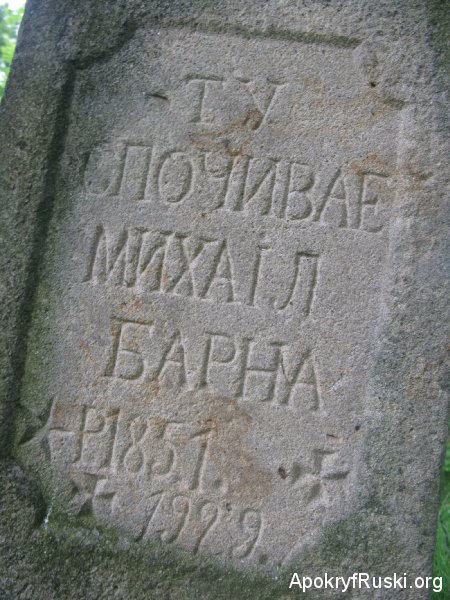 ТУ
СПОЧИВАЕ
МИХАІЛ
БАРНА
Р 1851.
1929.
ApokryfRuski.org